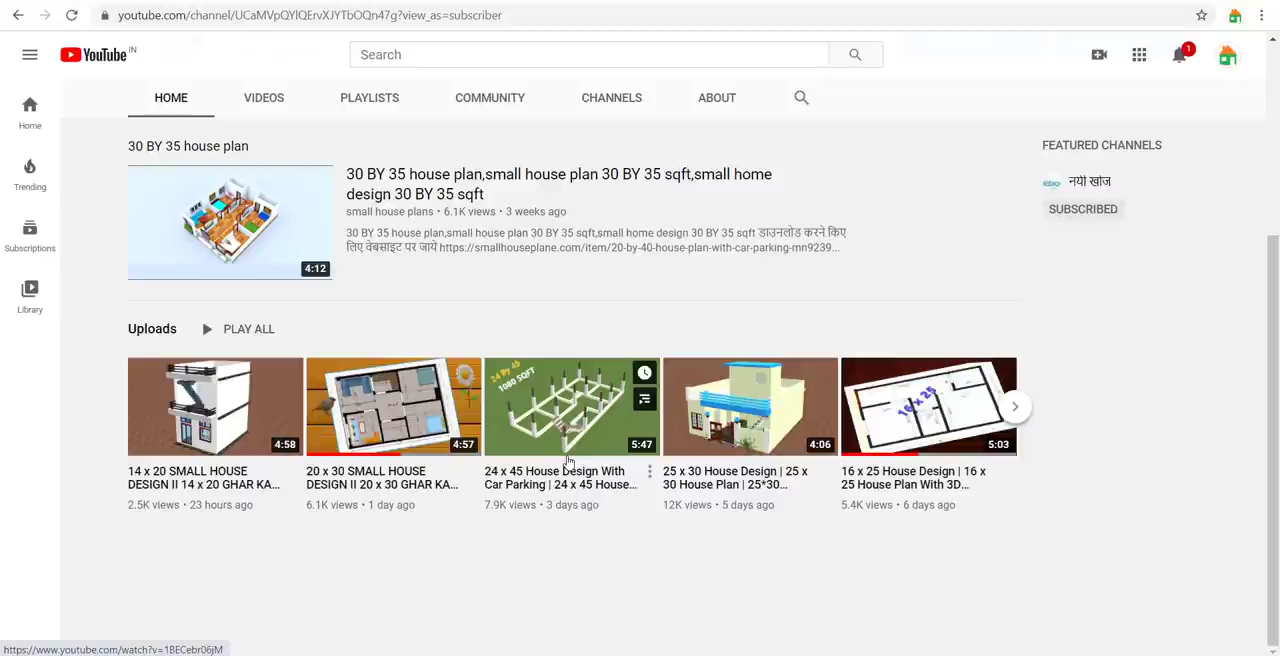 youtube.com/channel/UCaMVpQYlQErvXJYTbOQn47g?view_as=subscriber
YouTube IN
Search
1
HOME VIDEOS PLAYLISTS COMMUNITY CHANNELS ABOUT
Home
Trending
Subscriptions
Library
30 BY 35 house plan
4:12
30 BY 35 house plan,small house plan 30 BY 35 sqft,small home
design 30 BY 35 sqft
small house plans • 6.1K views • 3 weeks ago
30 BY 35 house plan,small house plan 30 BY 35 sqft,small home design 30 BY 35 sqft डाउनलोड करने किए
लिए वेबसाइट पर जायें https://smallhouseplane.com/item/20-by-40-house-plan-with-car-parking-mn9239...
FEATURED CHANNELS
नयी खोज
SUBSCRIBED
Uploads PLAY ALL
4:58
14 x 20 SMALL HOUSE
DESIGN II 14 x 20 GHAR KA...
2.5K views • 23 hours ago
4:57
20 x 30 SMALL HOUSE
DESIGN II 20 x 30 GHAR KA...
6.1K views • 1 day ago
24 By 45
1080 SQFT
5:47
24 x 45 House Design With
Car Parking | 24 x 45 House...
7.9K views • 3 days ago
4:06
25 x 30 House Design | 25 x
30 House Plan | 25*30...
12K views • 5 days ago
16 x 25
5:03
16 x 25 House Design | 16 x
25 House Plan With 3D...
5.4K views • 6 days ago
https://www.youtube.com/watch?v=1BECebr06jM